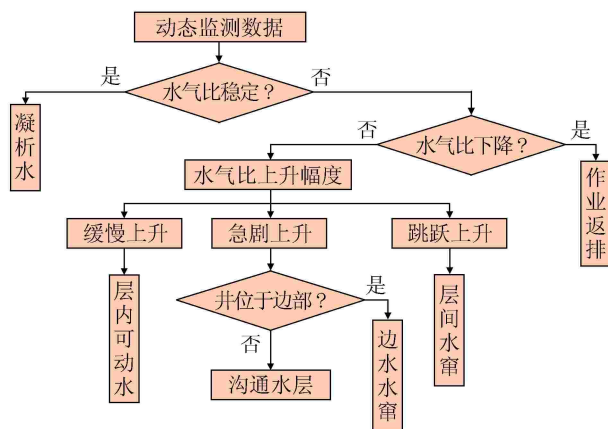 动态监测数据
是
水气比稳定？
否
凝析水
否
水气比下降？
是
水气比上升幅度
作业返排
缓慢上升
急剧上升
跳跃上升
层内可动水
井位于边部？
是
层间水窜
否
边水水窜
沟通水层